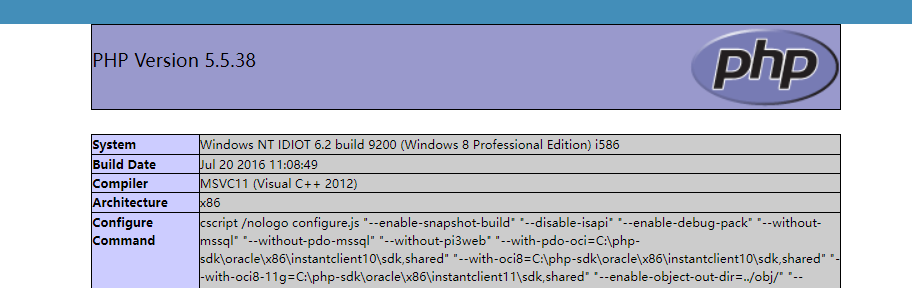 PHP Version 5.5.38
php
System Windows NT IDIOT 6.2 build 9200 (Windows 8 Professional Edition) i586
Build Date Jul 20 2016 11:08:49
Compiler MSVC11 (Visual C++ 2012)
Architecture x86
Configure Command cscript /nologo configure.js "--enable-snapshot-build" "--disable-isapi" "--enable-debug-pack" "--without-
mssql" "--without-pdo-mssql" "--without-pi3web" "--with-pdo-oci=C:\php-
sdk\oracle\x86\instantclient10\sdk,shared" "--with-oci8=C:\php-sdk\oracle\x86\instantclient10\sdk,shared" "-
-with-oci8-11g=C:\php-sdk\oracle\x86\instantclient11\sdk,shared" "--enable-object-out-dir=../obj/" "--